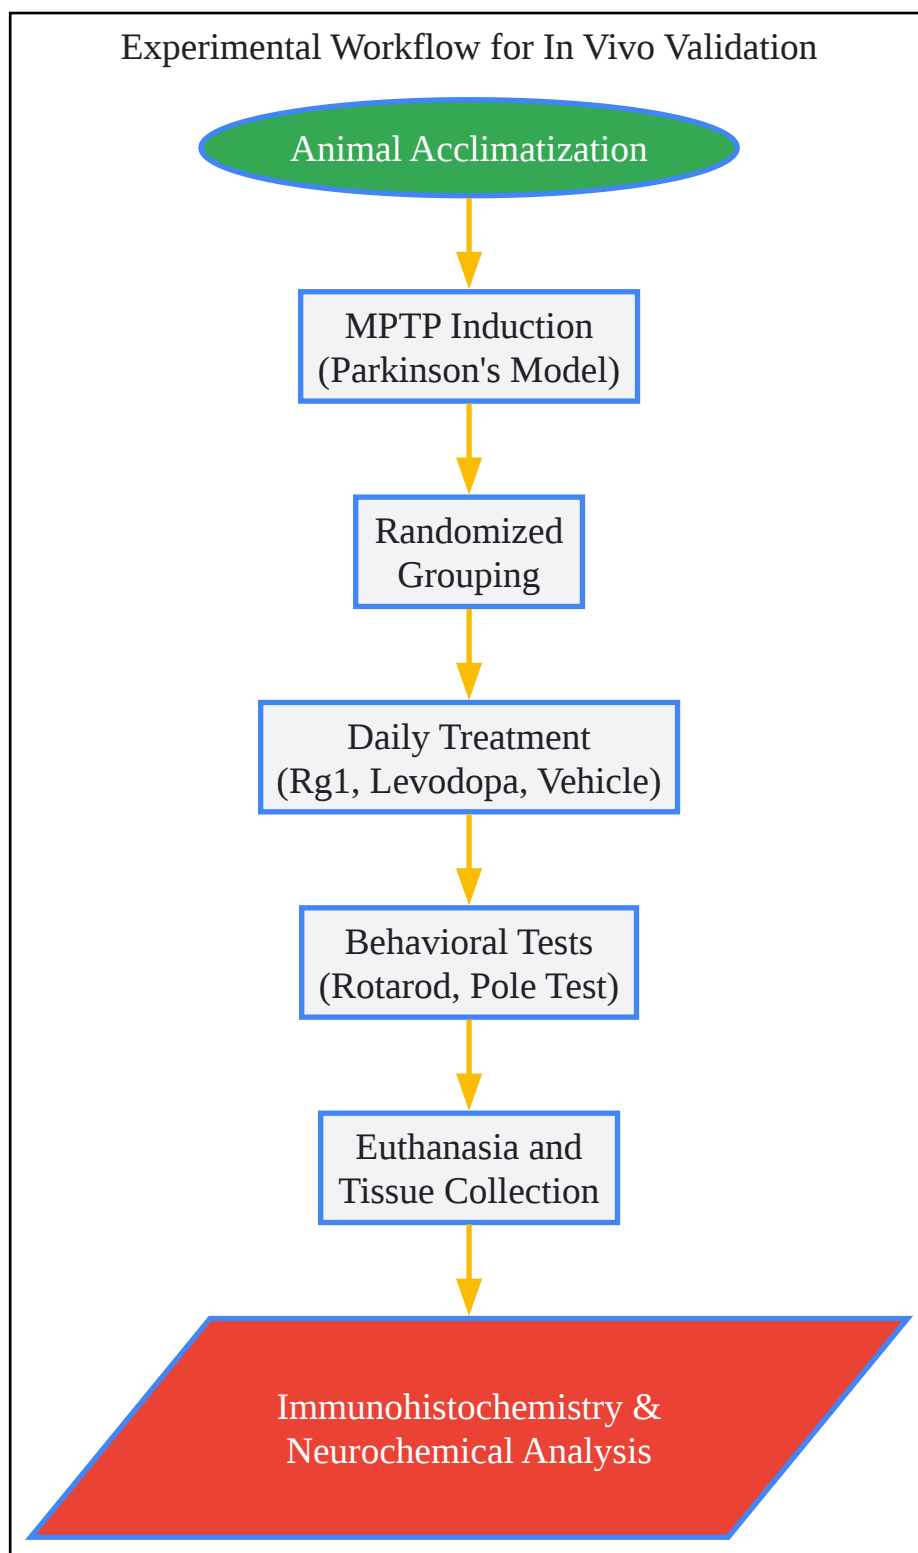 Experimental Workflow for In Vivo Validation
Animal Acclimatization
MPTP Induction
(Parkinson's Model)
Randomized
Grouping
Daily Treatment
(Rg1, Levodopa, Vehicle)
Behavioral Tests
(Rotarod, Pole Test)
Euthanasia and
Tissue Collection
Immunohistochemistry &
Neurochemical Analysis